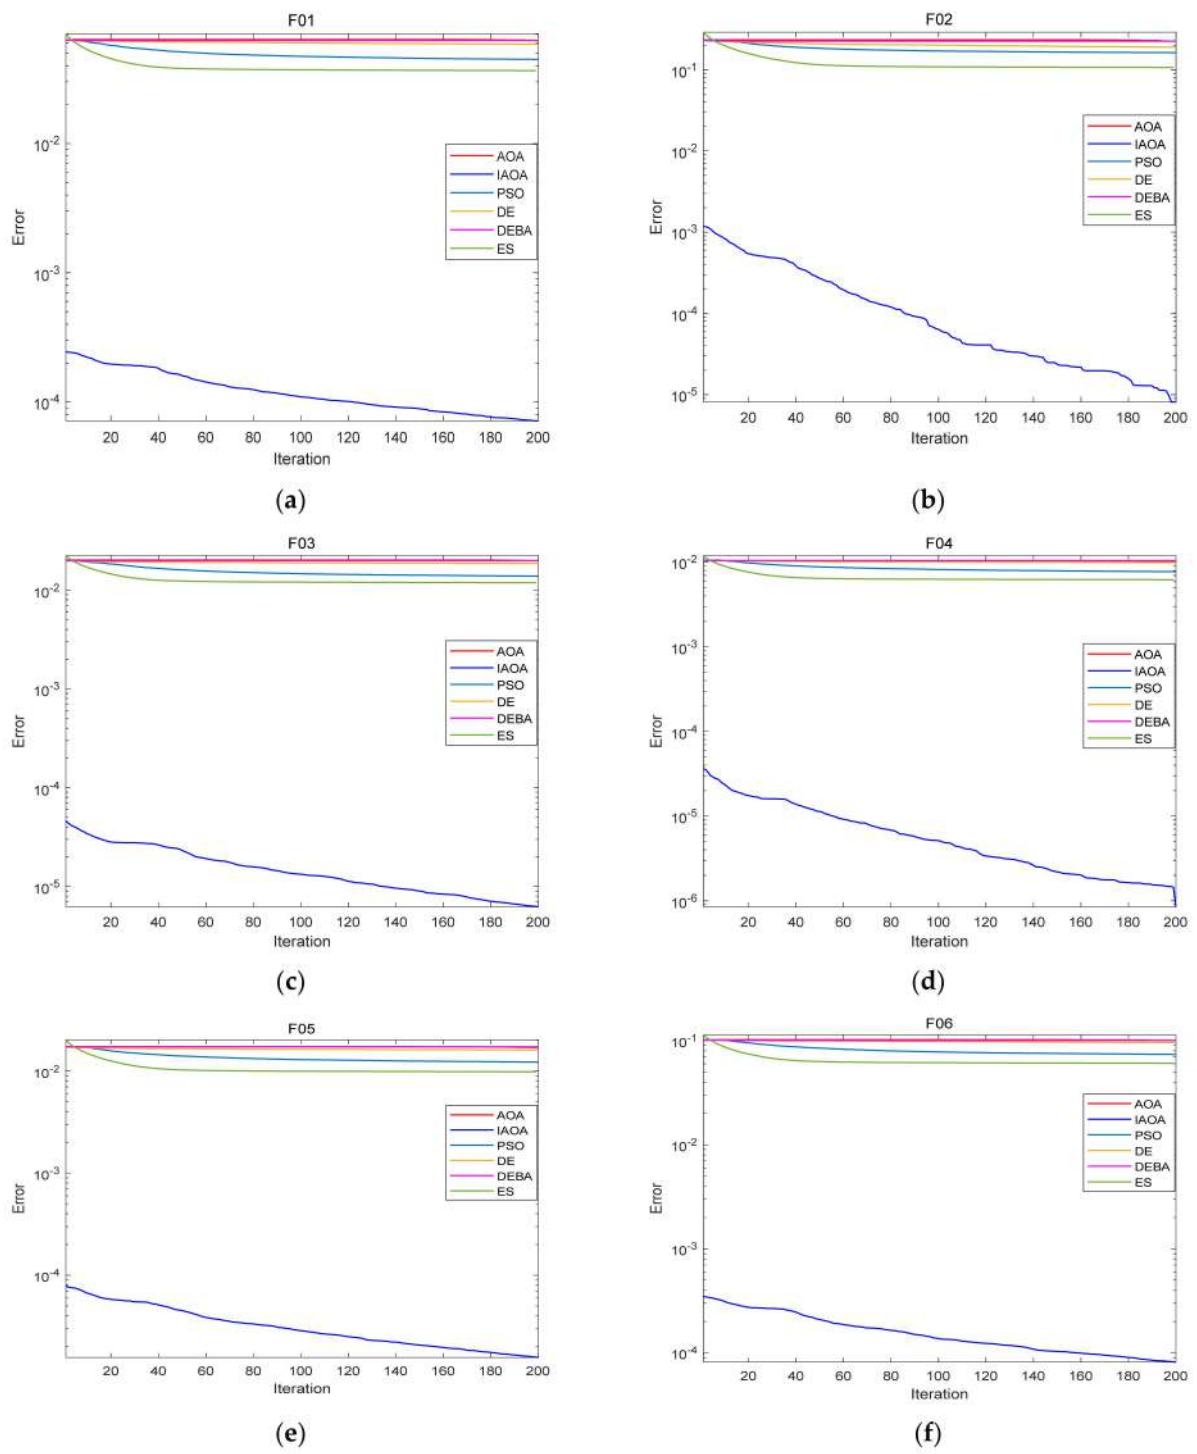 F01
Error
10-2
10-3
10-4
AOA
IAOA
PSO
DE
DEBA
ES
20 40 60 80 100 120 140 160 180 200
Iteration
(a)
F02
Error
10-1
10-2
10-3
10-4
10-5
AOA
IAOA
PSO
DE
DEBA
ES
20 40 60 80 100 120 140 160 180 200
Iteration
(b)
F03
Error
10-2
10-3
10-4
10-5
AOA
IAOA
PSO
DE
DEBA
ES
20 40 60 80 100 120 140 160 180 200
Iteration
(c)
F04
Error
10-2
10-3
10-4
10-5
10-6
AOA
IAOA
PSO
DE
DEBA
ES
20 40 60 80 100 120 140 160 180 200
Iteration
(d)
F05
Error
10-2
10-3
10-4
AOA
IAOA
PSO
DE
DEBA
ES
20 40 60 80 100 120 140 160 180 200
Iteration
(e)
F06
Error
10-1
10-2
10-3
10-4
AOA
IAOA
PSO
DE
DEBA
ES
20 40 60 80 100 120 140 160 180 200
Iteration
(f)